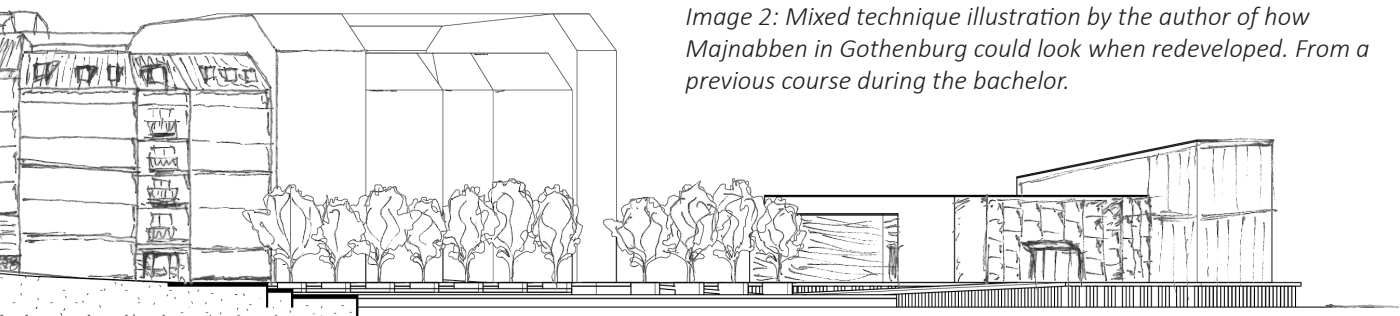 Image 2: Mixed technique illustration by the author of how
Majnabben in Gothenburg could look when redeveloped. From a
previous course during the bachelor.